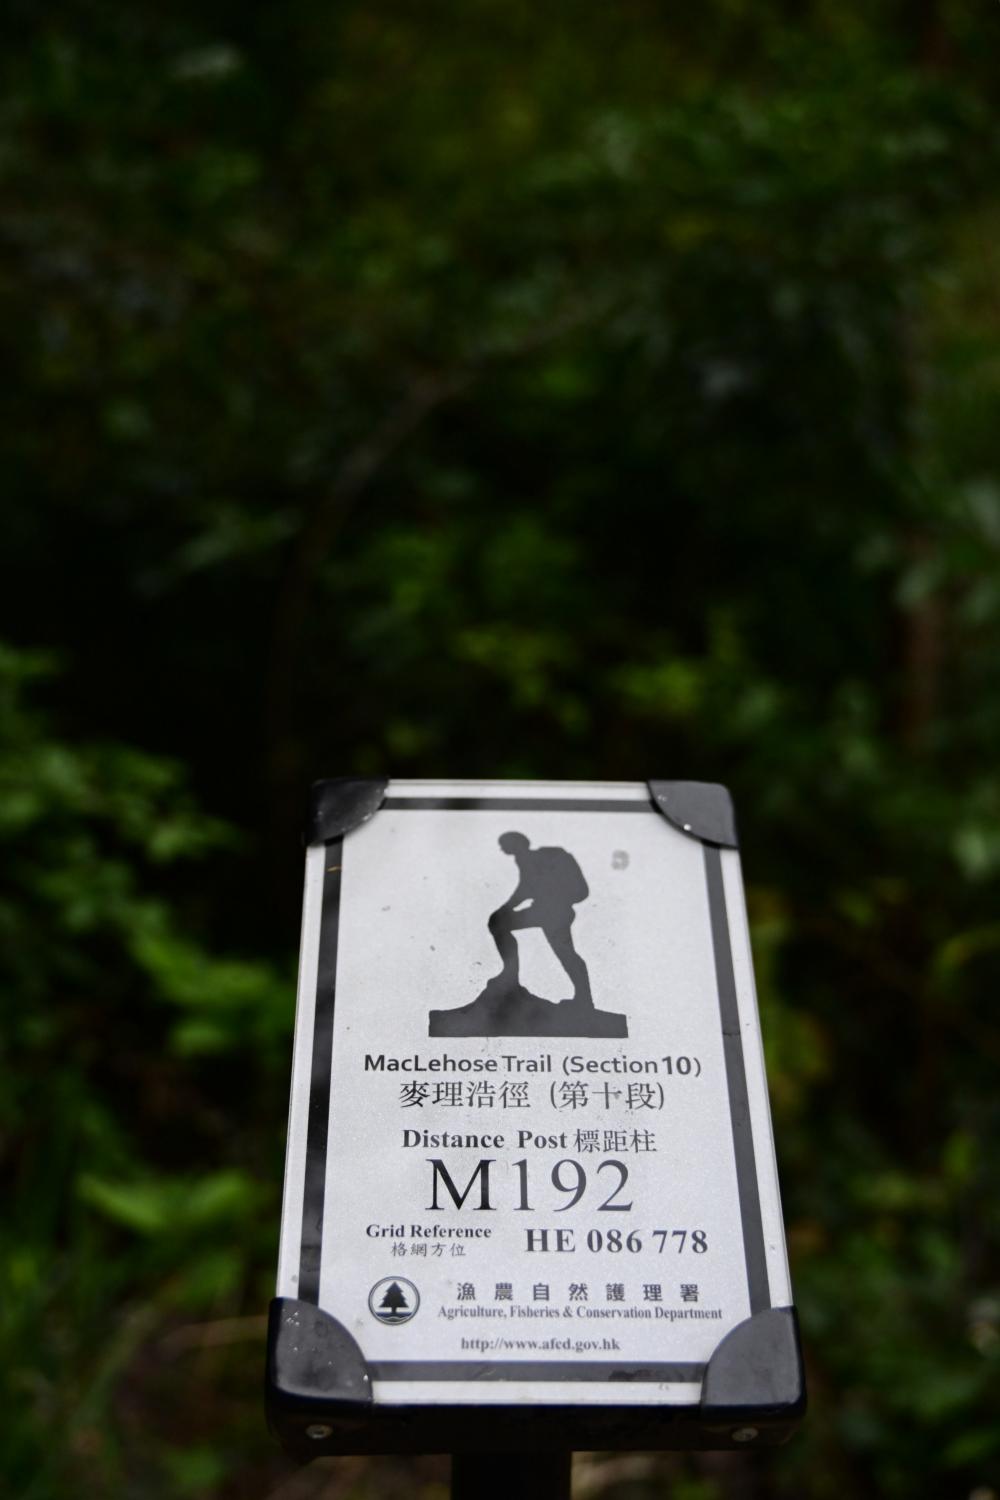 MacLehose Trail (Section 10)
麥理浩徑 (第十段)
Distance Post 標距柱
M192
Grid Reference HE 086 778
格網方位
漁農自然護理署
Agriculture, Fisheries & Conservation Department
http://www.afcd.gov.hk